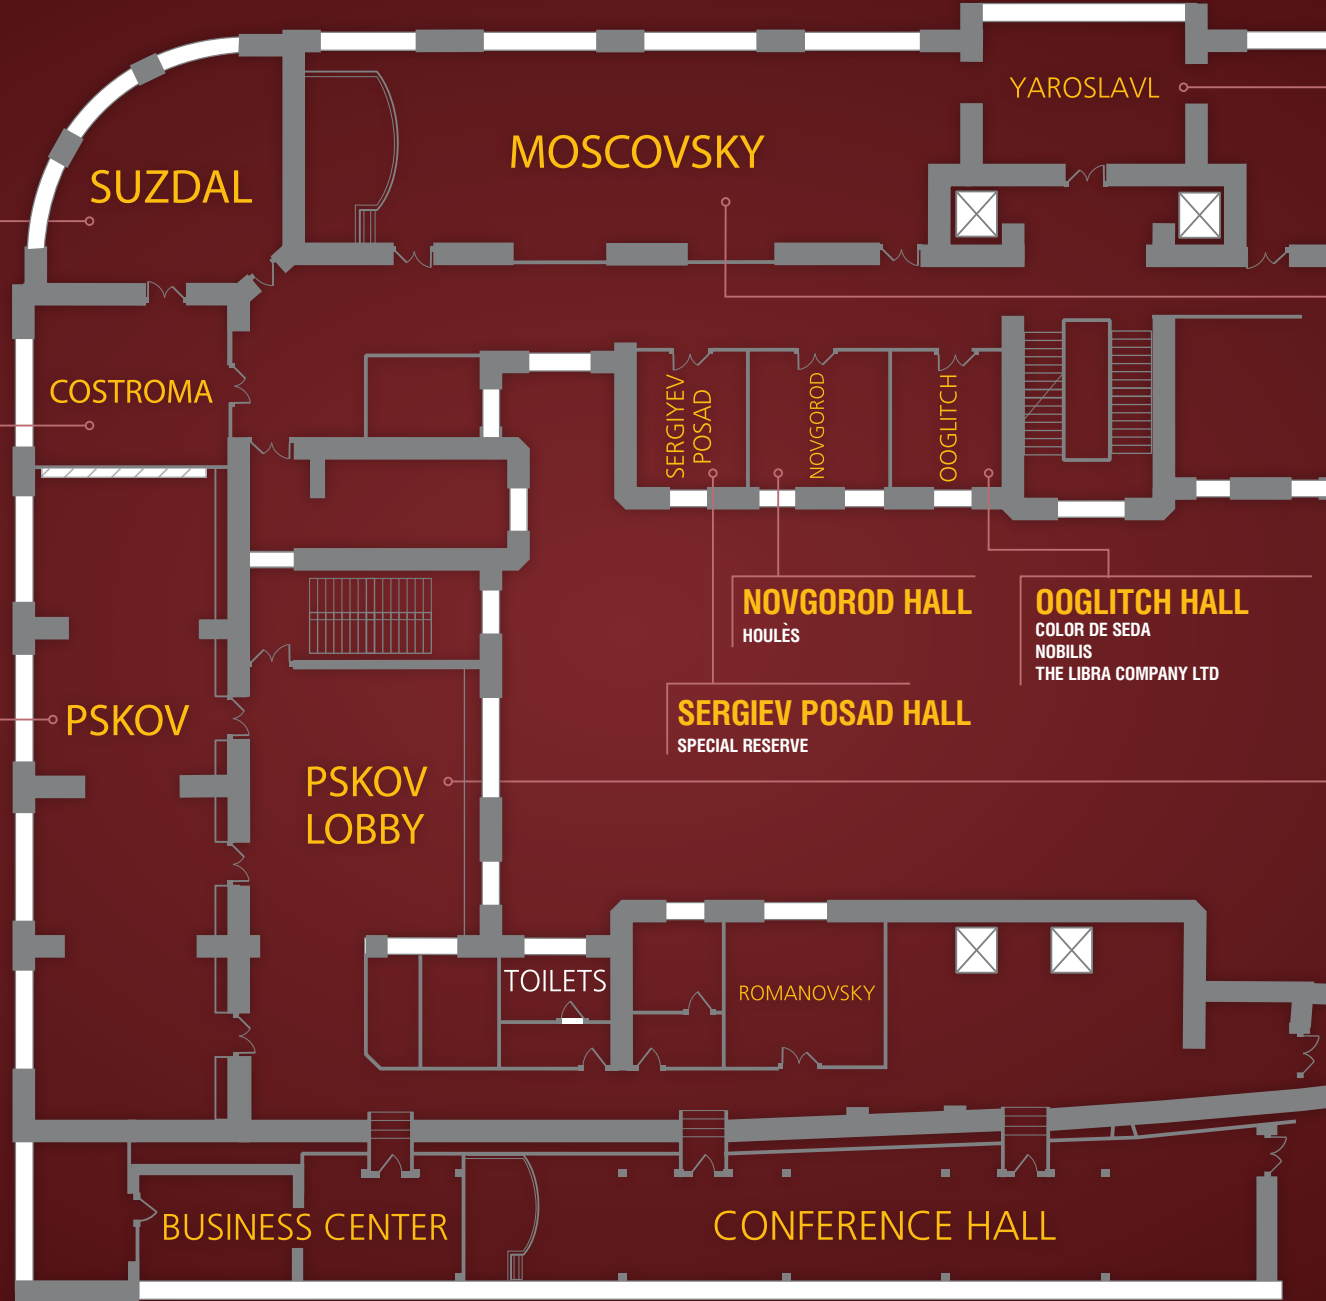 YAROSLAVL
MOSCOVSKY
SUZDAL
COSTROMA
SERGIYEV
POSAD
NOVGOROD
OOGLITCH
NOVGOROD HALL
HOULÈS
OOGLITCH HALL
COLOR DE SEDA
NOBILIS
THE LIBRA COMPANY LTD
SERGIEV POSAD HALL
SPECIAL RESERVE
PSKOV
PSKOV
LOBBY
TOILETS
ROMANOVSKY
BUSINESS CENTER
CONFERENCE HALL